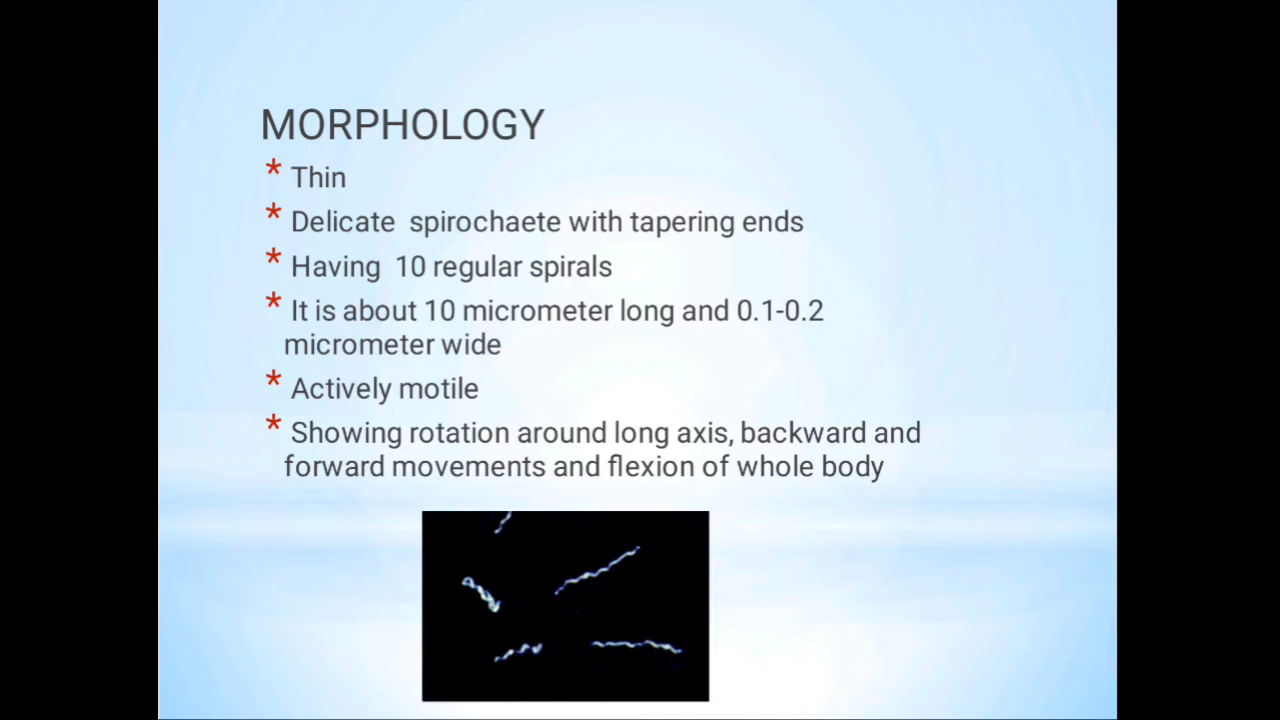 MORPHOLOGY
* Thin
* Delicate  spirochaete with tapering ends
* Having  10 regular spirals
* It is about 10 micrometer long and 0.1-0.2
micrometer wide
* Actively motile
* Showing rotation around long axis, backward and
forward movements and flexion of whole body